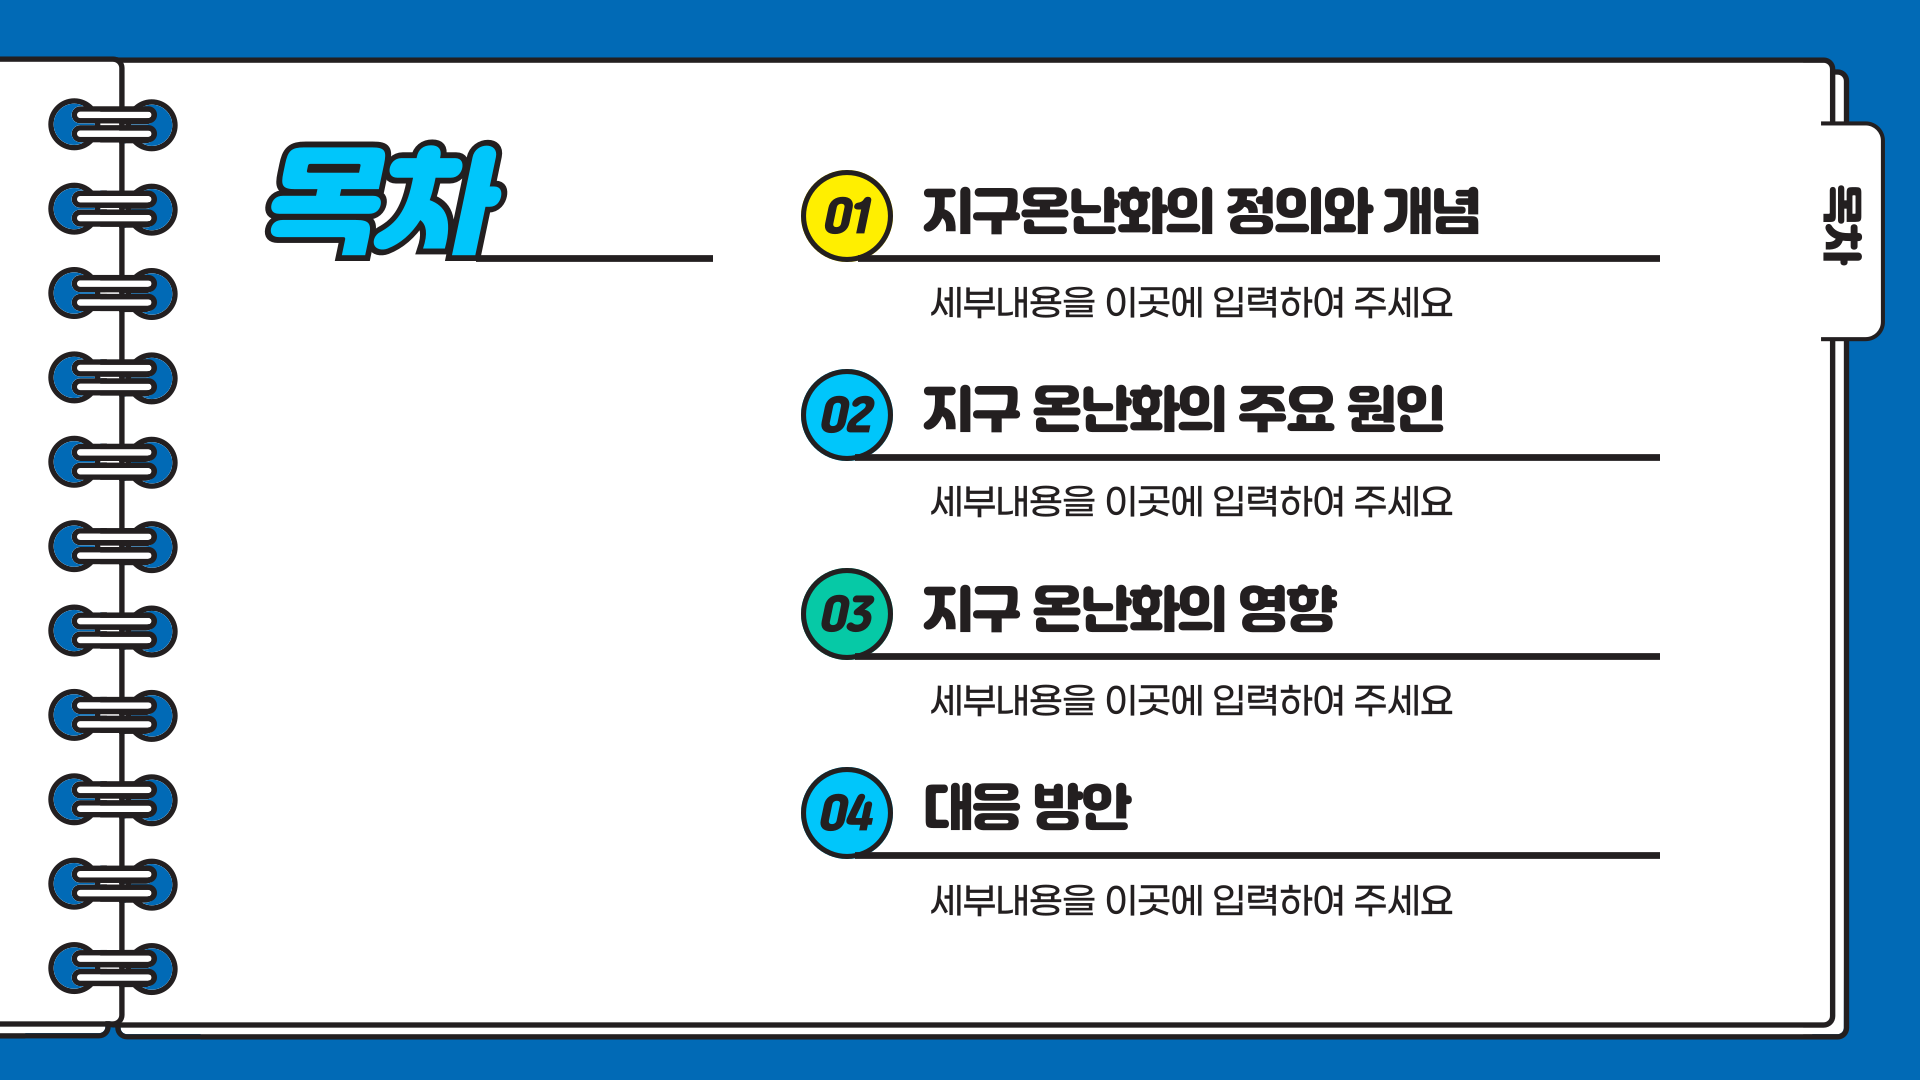 목차
01 지구온난화의 정의와 개념
세부내용을 이곳에 입력하여 주세요
02 지구 온난화의 주요 원인
세부내용을 이곳에 입력하여 주세요
03 지구 온난화의 영향
세부내용을 이곳에 입력하여 주세요
04 대응 방안
세부내용을 이곳에 입력하여 주세요
목차